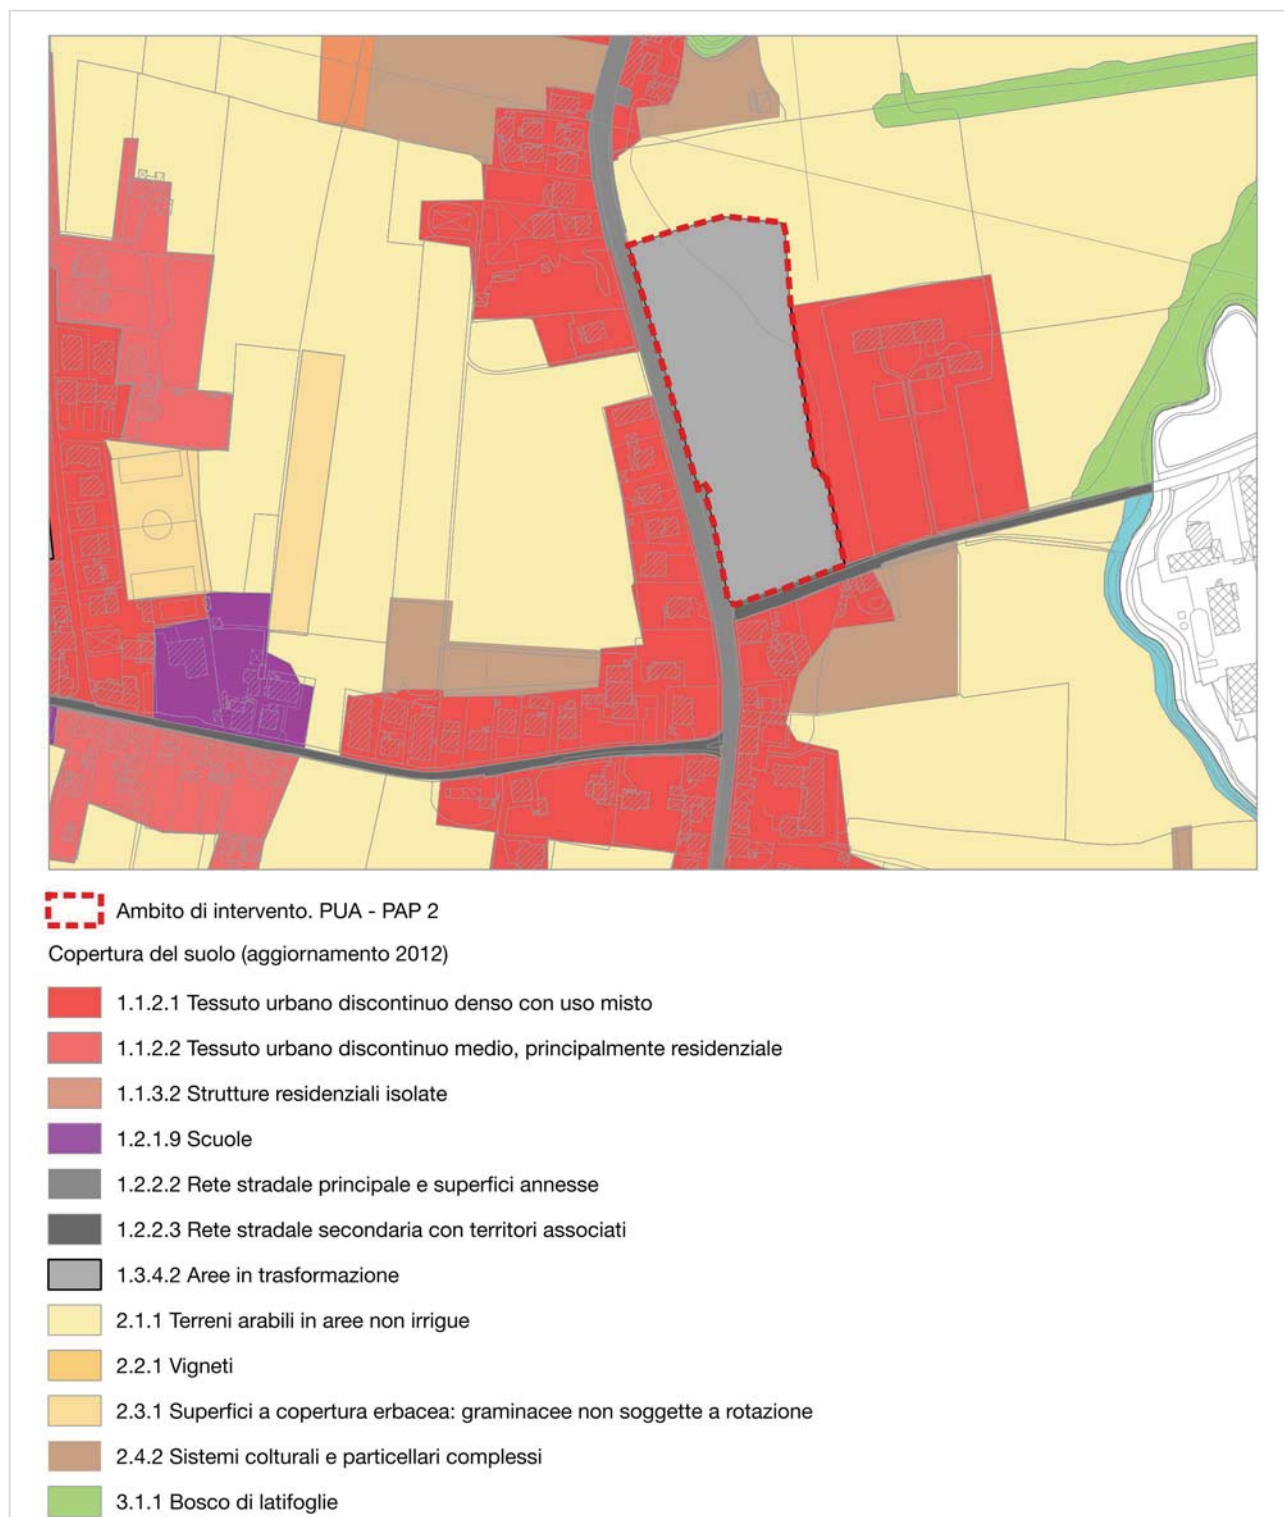 Ambito di intervento. PUA - PAP 2
Copertura del suolo (aggiornamento 2012)
1.1.2.1 Tessuto urbano discontinuo denso con uso misto
1.1.2.2 Tessuto urbano discontinuo medio, principalmente residenziale
1.1.3.2 Strutture residenziali isolate
1.2.1.9 Scuole
1.2.2.2 Rete stradale principale e superfici annesse
1.2.2.3 Rete stradale secondaria con territori associati
1.3.4.2 Aree in trasformazione
2.1.1 Terreni arabili in aree non irrigue
2.2.1 Vigneti
2.3.1 Superfici a copertura erbacea: graminacee non soggette a rotazione
2.4.2 Sistemi colturali e particellari complessi
3.1.1 Bosco di latifoglie